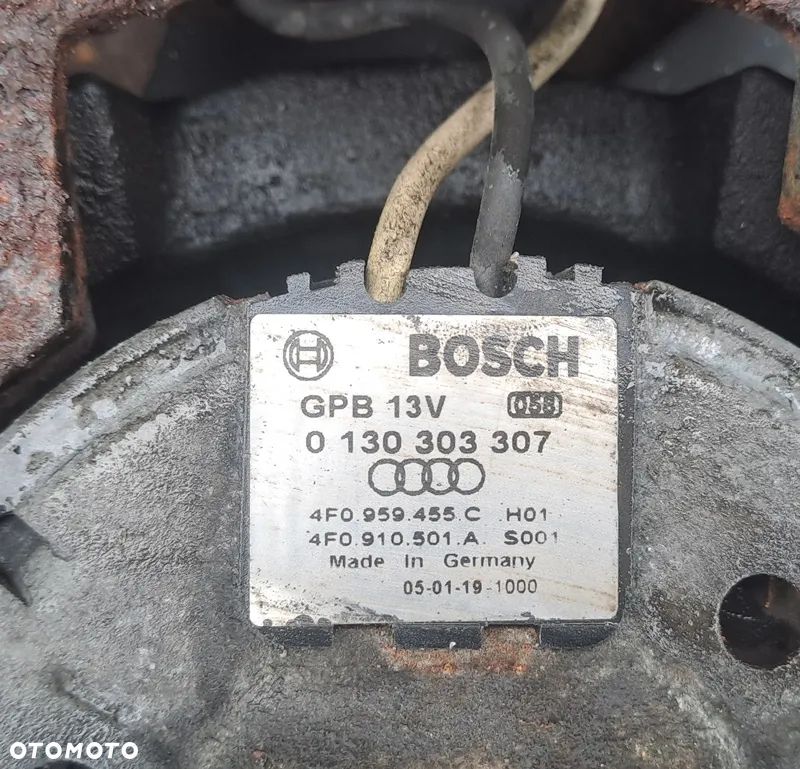 H BOSCH
GPB 13V 058
0 130 303 307
4F0.959.455.C H01
4F0.910.501.A. S001
Made in Germany
05-01-19-1000
OTOMOTO